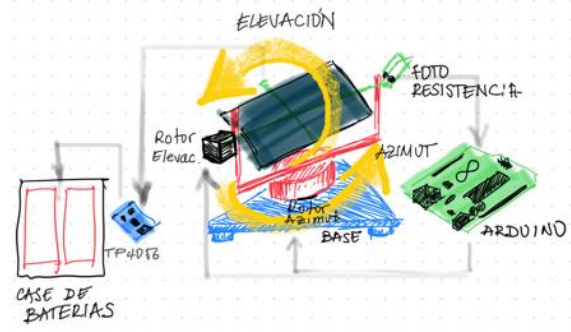 ELEVACIÓN
FOTO
RESISTENCIA
Rotor
Elevac.
AZIMUT
Rotor
Azimut
BASE
ARDUINO
TP4056
CASE DE
BATERIAS